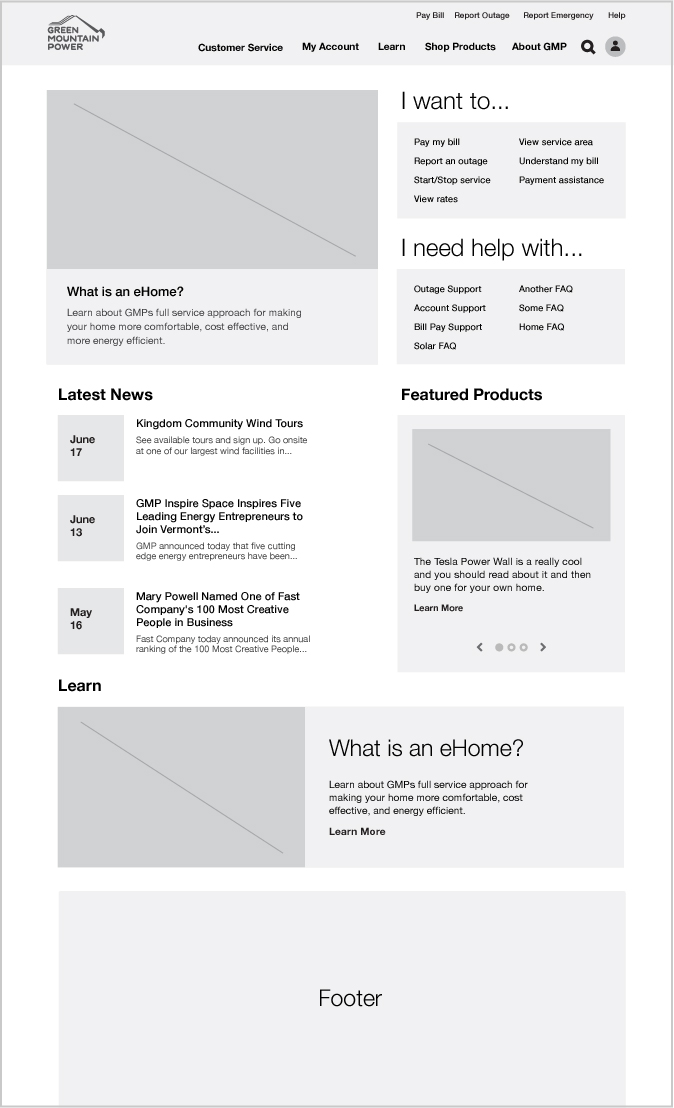 GREEN
MOUNTAIN
POWER
Pay Bill Report Outage Report Emergency Help
Customer Service My Account Learn Shop Products About GMP
I want to...
Pay my bill View service area
Report an outage Understand my bill
Start/Stop service Payment assistance
View rates
I need help with...
Outage Support Another FAQ
Account Support Some FAQ
Bill Pay Support Home FAQ
Solar FAQ
What is an eHome?
Learn about GMPs full service approach for making
your home more comfortable, cost effective, and
more energy efficient.
Latest News
June
17
Kingdom Community Wind Tours
See available tours and sign up. Go onsite
at one of our largest wind facilities in...
June
13
GMP Inspire Space Inspires Five
Leading Energy Entrepreneurs to
Join Vermont's...
GMP announced today that five cutting
edge energy entrepreneurs have been...
May
16
Mary Powell Named One of Fast
Company's 100 Most Creative
People in Business
Fast Company today announced its annual
ranking of the 100 Most Creative People...
Featured Products
The Tesla Power Wall is a really cool
and you should read about it and then
buy one for your own home.
Learn More
Learn
What is an eHome?
Learn about GMPs full service approach for
making your home more comfortable, cost
effective, and energy efficient.
Learn More
Footer